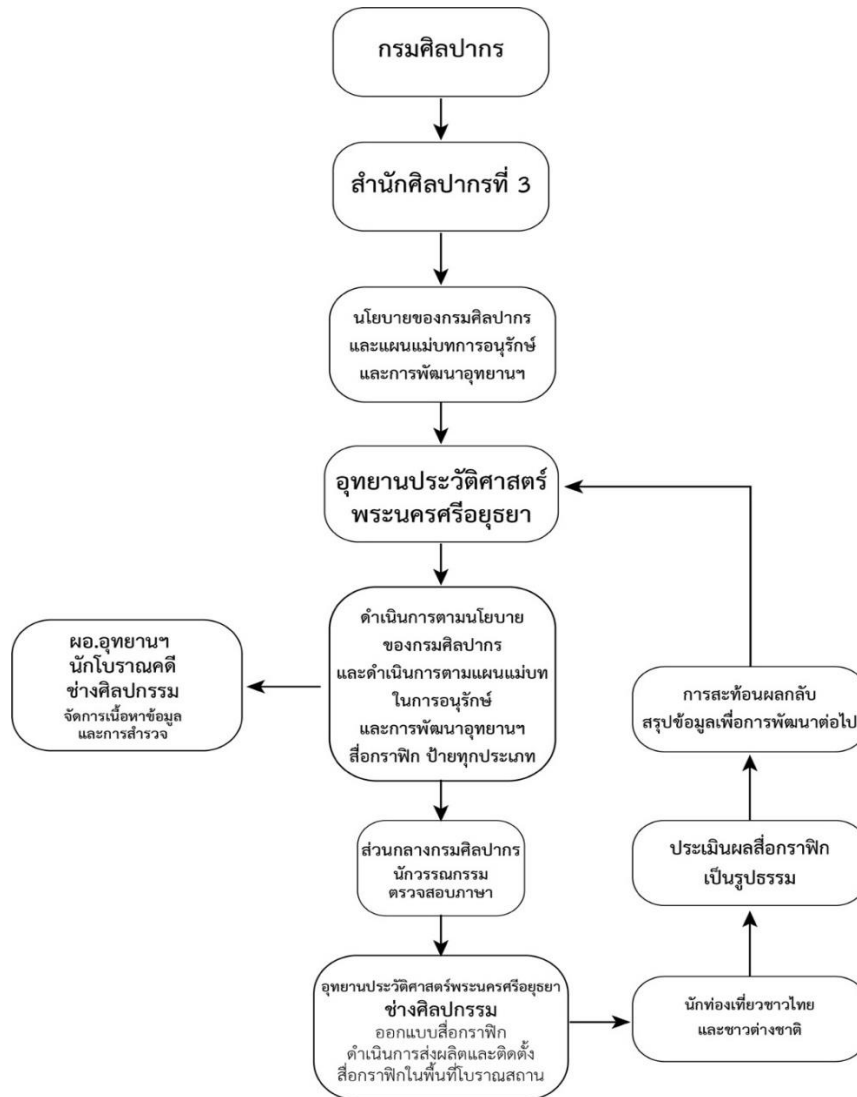 กรมศิลปากร
สำนักศิลปากรที่ 3
นโยบายของกรมศิลปากร
และแผนแม่บทการอนุรักษ์
และการพัฒนาอุทยานฯ
อุทยานประวัติศาสตร์
พระนครศรีอยุธยา
ดำเนินการตามนโยบาย
ของกรมศิลปากร
และดำเนินการตามแผนแม่บท
ในการอนุรักษ์
และการพัฒนาอุทยานฯ
สื่อกราฟิก ป้ายทุกประเภท
ผอ.อุทยานฯ
นักโบราณคดี
ช่างศิลปกรรม
จัดการเนื้อหาข้อมูล
และการสำรวจ
ส่วนกลางกรมศิลปากร
นักวรรณกรรม
ตรวจสอบภาษา
อุทยานประวัติศาสตร์พระนครศรีอยุธยา
ช่างศิลปกรรม
ออกแบบสื่อกราฟิก
ดำเนินการส่งผลิตและติดตั้ง
สื่อกราฟิกในพื้นที่โบราณสถาน
นักท่องเที่ยวชาวไทย
และชาวต่างชาติ
ประเมินผลสื่อกราฟิก
เป็นรูปธรรม
การสะท้อนผลกลับ
สรุปข้อมูลเพื่อการพัฒนาต่อไป